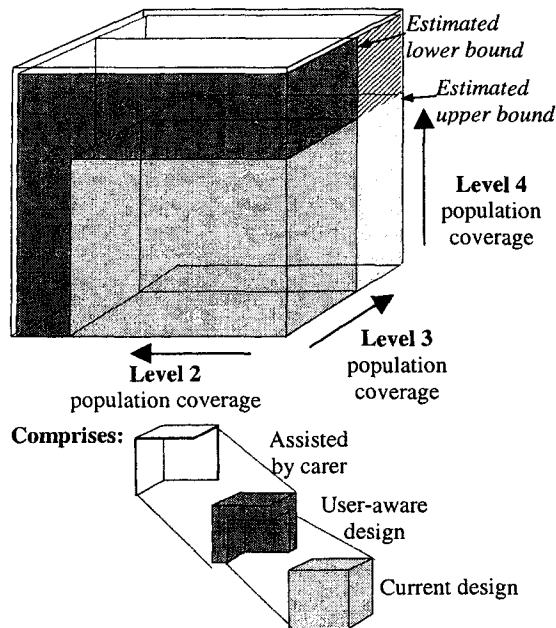 Estimated
lower bound
Estimated
upper bound
Level 4
population
coverage
Level 3
population
coverage
Level 2
population coverage
Comprises:
Assisted
by carer
User-aware
design
Current design